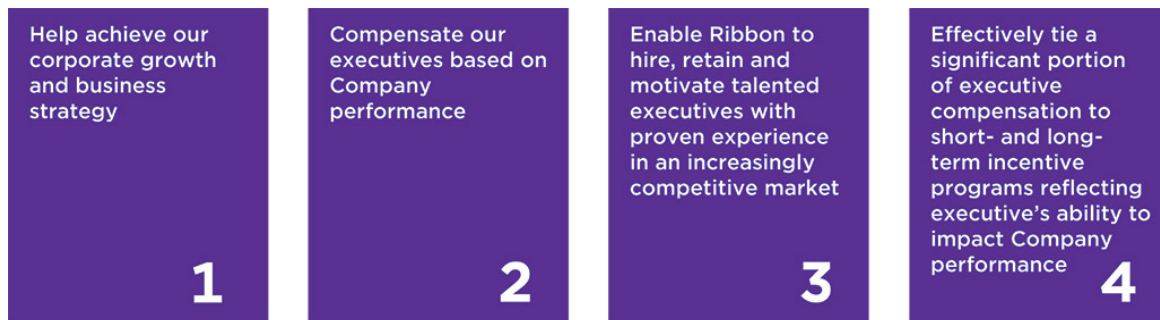 Help achieve our
corporate growth
and business
strategy
1
Compensate our
executives based on
Company
performance
2
Enable Ribbon to
hire, retain and
motivate talented
executives with
proven experience
in an increasingly
competitive market
3
Effectively tie a
significant portion
of executive
compensation to
short- and long-
term incentive
programs reflecting
executive’s ability to
impact Company
performance
4